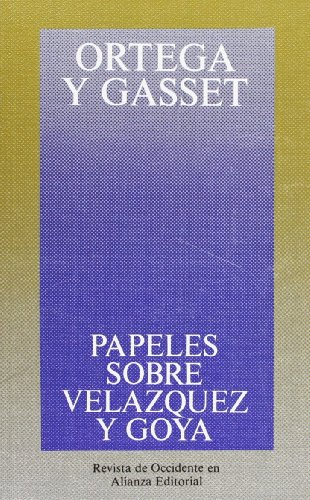 ORTEGA
Y GASSET
PAPELES
SOBRE
VELAZQUEZ
Y GOYA
Revista de Occidente en
Alianza Editorial